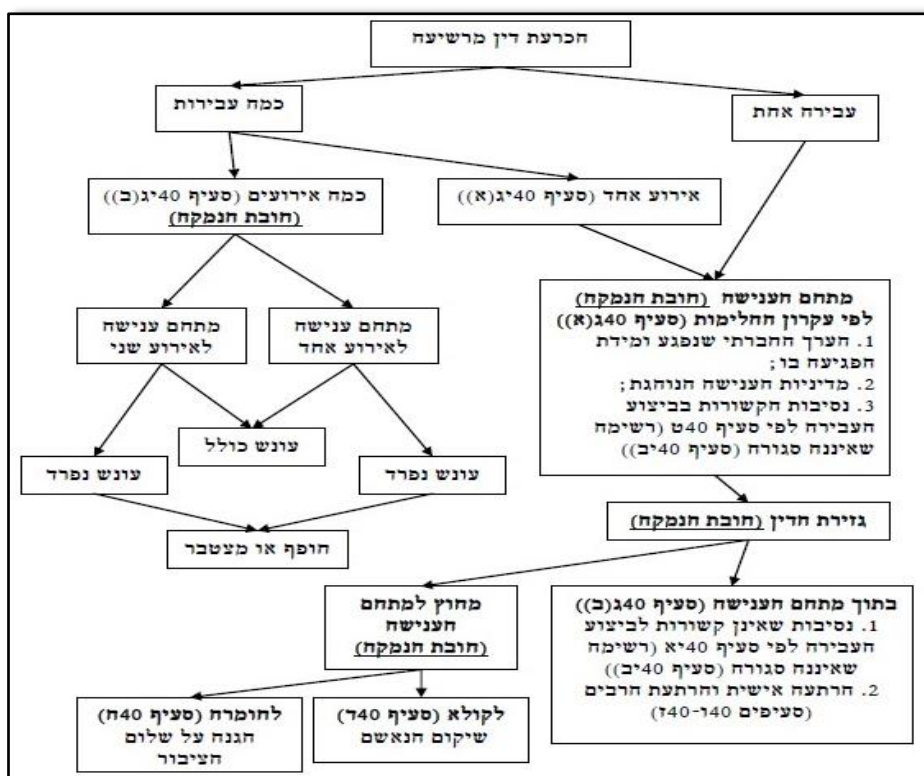 הכרעת דין מרשיעה
עבירה אחת
כמה עבירות
אירוע אחד (סעיף 40יג(א))
כמה אירועים (סעיף 40יג(ב))
(חובת הנמקה)
מתחם הענישה (חובת הנמקה)
לפי עקרון ההלימות (סעיף 40ג(א))
1. הערך החברתי שנפגע ומידת
הפגיעה בו;
2. מדיניות הענישה הנוהגת;
3. נסיבות הקשורות בביצוע
העבירה לפי סעיף 40ט (רשימה
שאיננה סגורה (סעיף 40יב))
מתחם ענישה
לאירוע אחד
מתחם ענישה
לאירוע שני
עונש כולל
עונש נפרד
עונש נפרד
חופף או מצטבר
גזירת הדין (חובת הנמקה)
בתוך מתחם הענישה (סעיף 40ג(ב))
1. נסיבות שאינן קשורות לביצוע
העבירה לפי סעיף 40יא (רשימה
שאיננה סגורה (סעיף 40יב))
2. הרתעה אישית והרתעת הרבים
(סעיפים 40ו-40ז)
מחוץ למתחם
הענישה
(חובת הנמקה)
לקולא (סעיף 40ד)
שיקום הנאשם
לחומרה (סעיף 40ה)
הגנה על שלום
הציבור